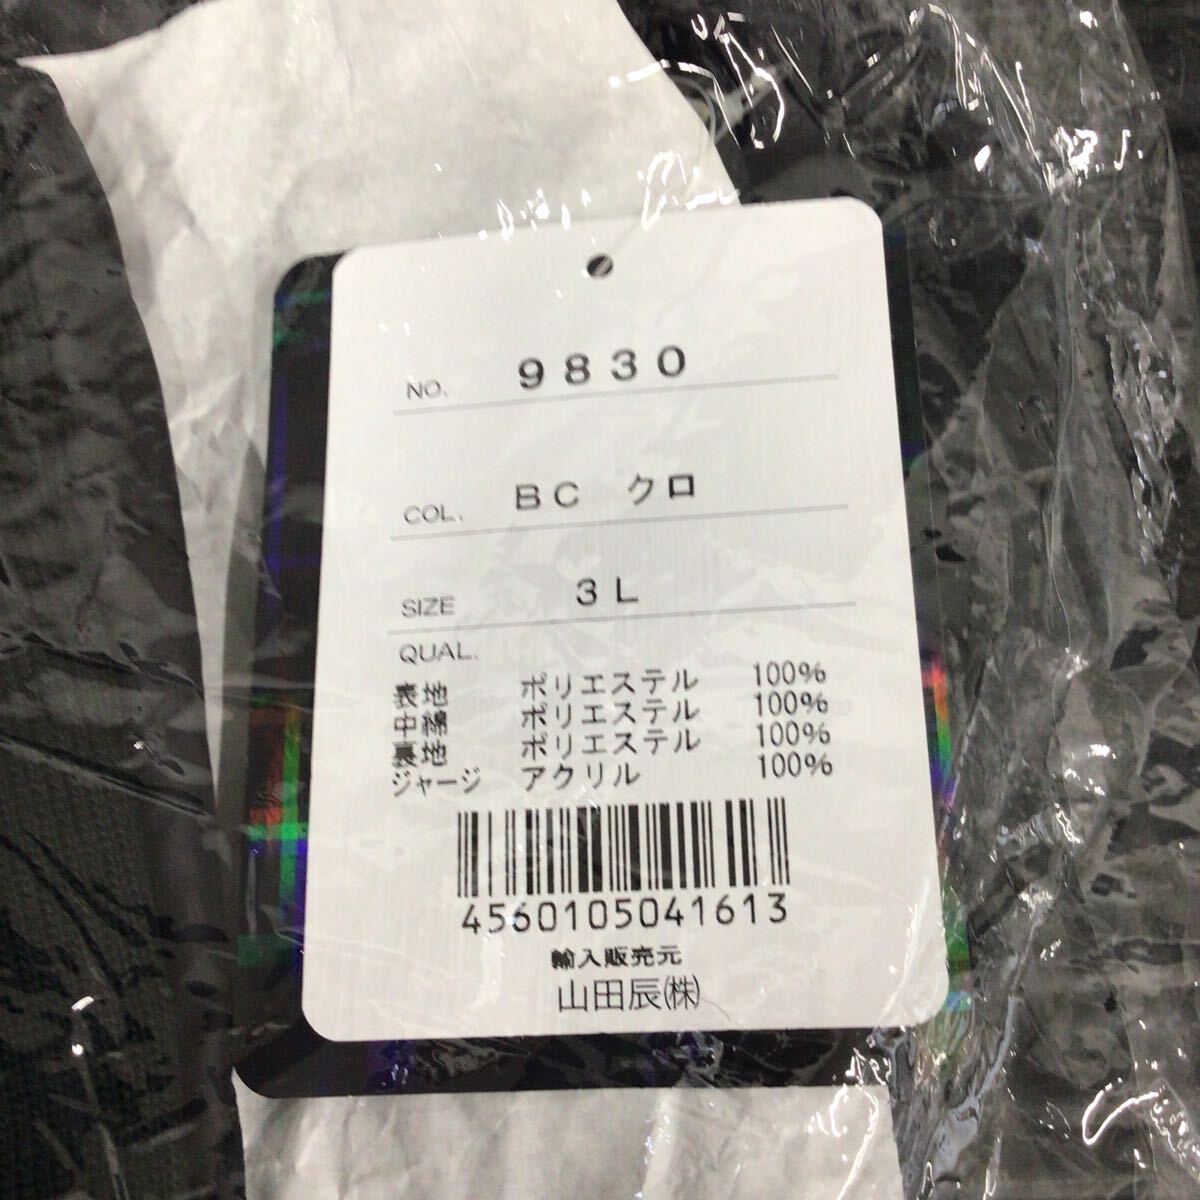 NO. 9830
COL. BC クロ
SIZE 3L
QUAL.
表地 ポリエステル 100%
中綿 ポリエステル 100%
裏地 ポリエステル 100%
ジャージ アクリル 100%
4560105041613
輸入販売元
山田辰㈱